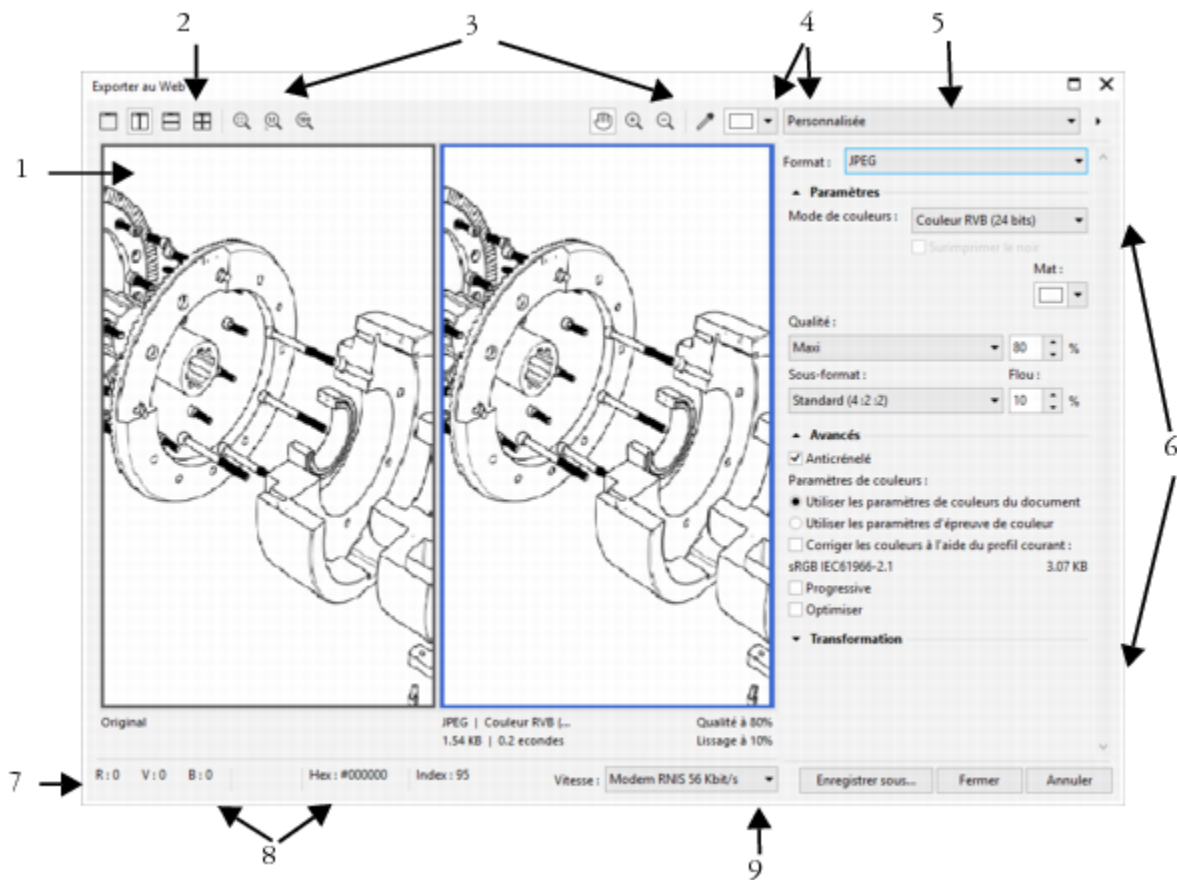 2
3
4
5
Exporter au Web
Personnalisée
1
Format :
JPEG
Paramètres
Mode de couleurs :
Couleur RVB (24 bits)
Surimprimer le noir
Mat :
Qualité :
Maxi
80
%
Sous-format :
Flou :
Standard (4 :2 :2)
10
%
6
Avancés
Anticrénelé
Paramètres de couleurs :
Utiliser les paramètres de couleurs du document
Utiliser les paramètres d'épreuve de couleur
Corriger les couleurs à l'aide du profil courant :
sRGB IEC61966-2.1
3.07 KB
Progressive
Optimiser
Transformation
Original
JPEG | Couleur RVB (...
Qualité à 80%
1.54 KB | 0.2 econdes
Lissage à 10%
7
R : 0 V : 0 B : 0
Hex : #000000
Index : 95
Vitesse :
Modem RNIS 56 Kbit/s
Enregistrer sous...
Fermer
Annuler
8
9